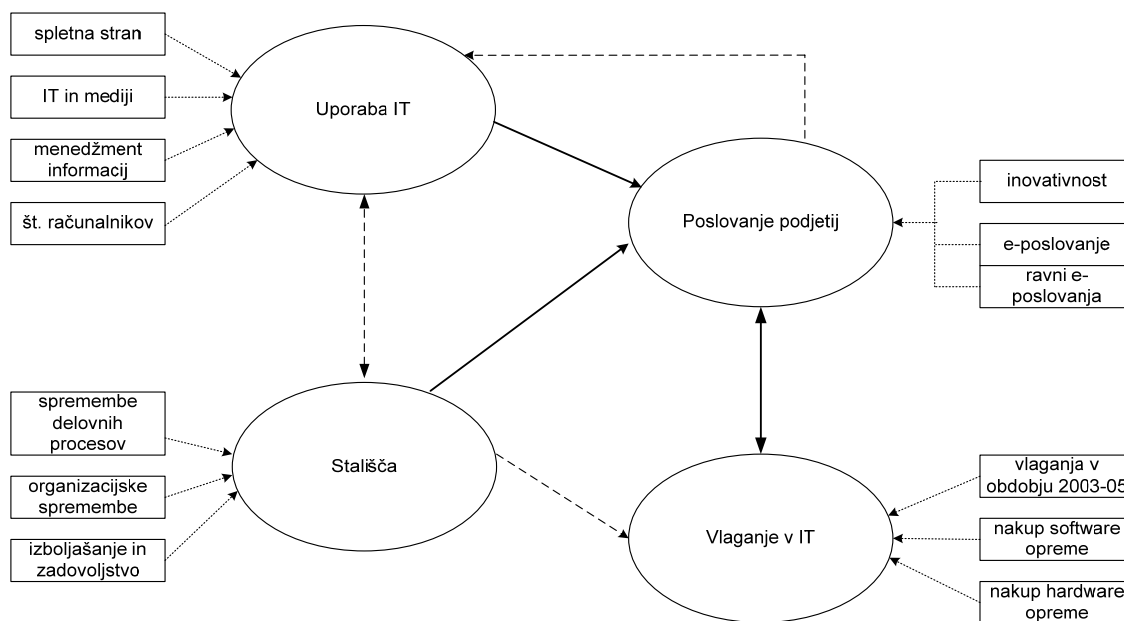 spletna stran
IT in mediji
menedžment
informacij
št. računalnikov
Uporaba IT
Poslovanje podjetij
inovativnost
e-poslovanje
ravni e-
poslovanja
spremembe
delovnih
procesov
organizacijske
spremembe
izboljašanje in
zadovoljstvo
Stališča
Vlaganje v IT
vlaganja v
obdobju 2003-05
nakup software
opreme
nakup hardware
opreme